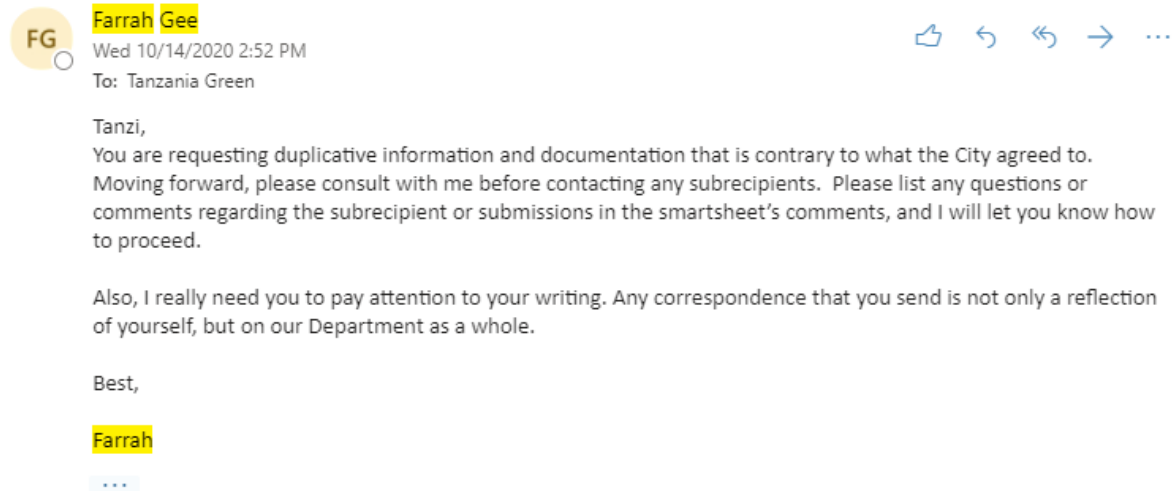 Farrah Gee
FG
Wed 10/14/2020 2:52 PM
To: Tanzania Green
Tanzi,
You are requesting duplicative information and documentation that is contrary to what the City agreed to.
Moving forward, please consult with me before contacting any subrecipients.  Please list any questions or
comments regarding the subrecipient or submissions in the smartsheet's comments, and I will let you know how
to proceed.
Also, I really need you to pay attention to your writing. Any correspondence that you send is not only a reflection
of yourself, but on our Department as a whole.
Best,
Farrah